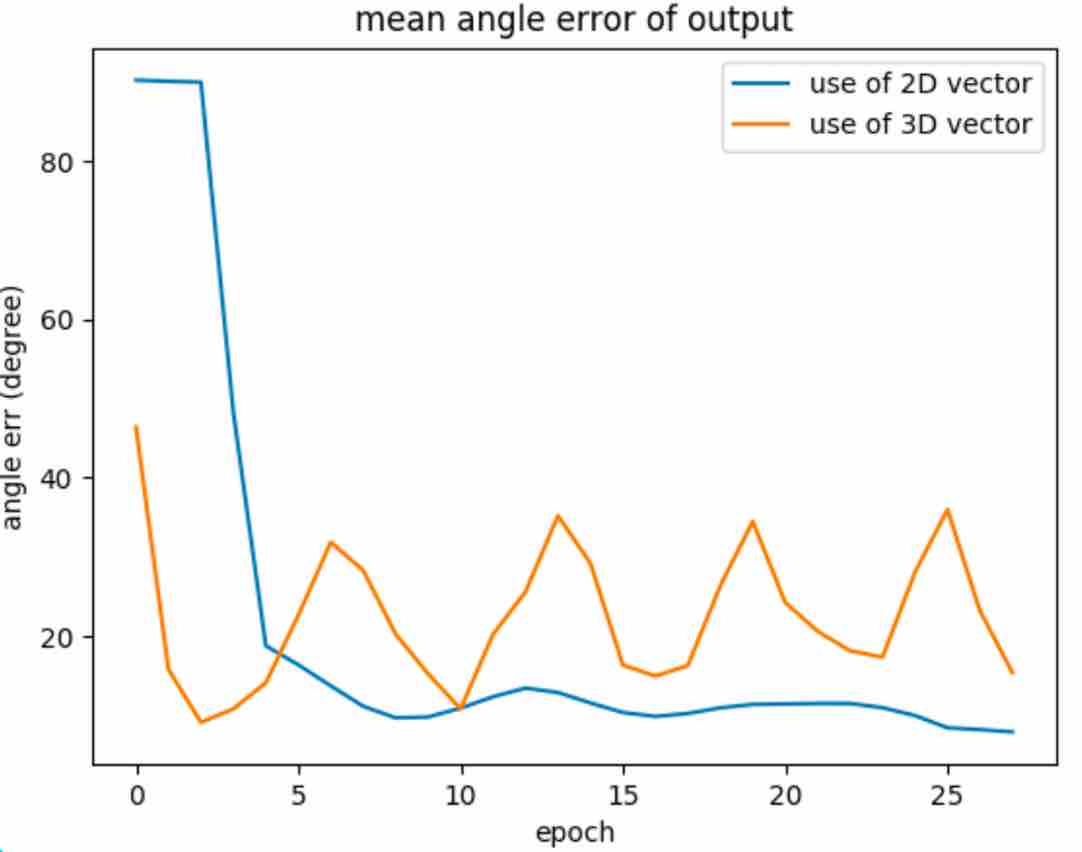 mean angle error of output
use of 2D vector
use of 3D vector
80
60
40
20
angle err (degree)
0 5 10 15 20 25
epoch